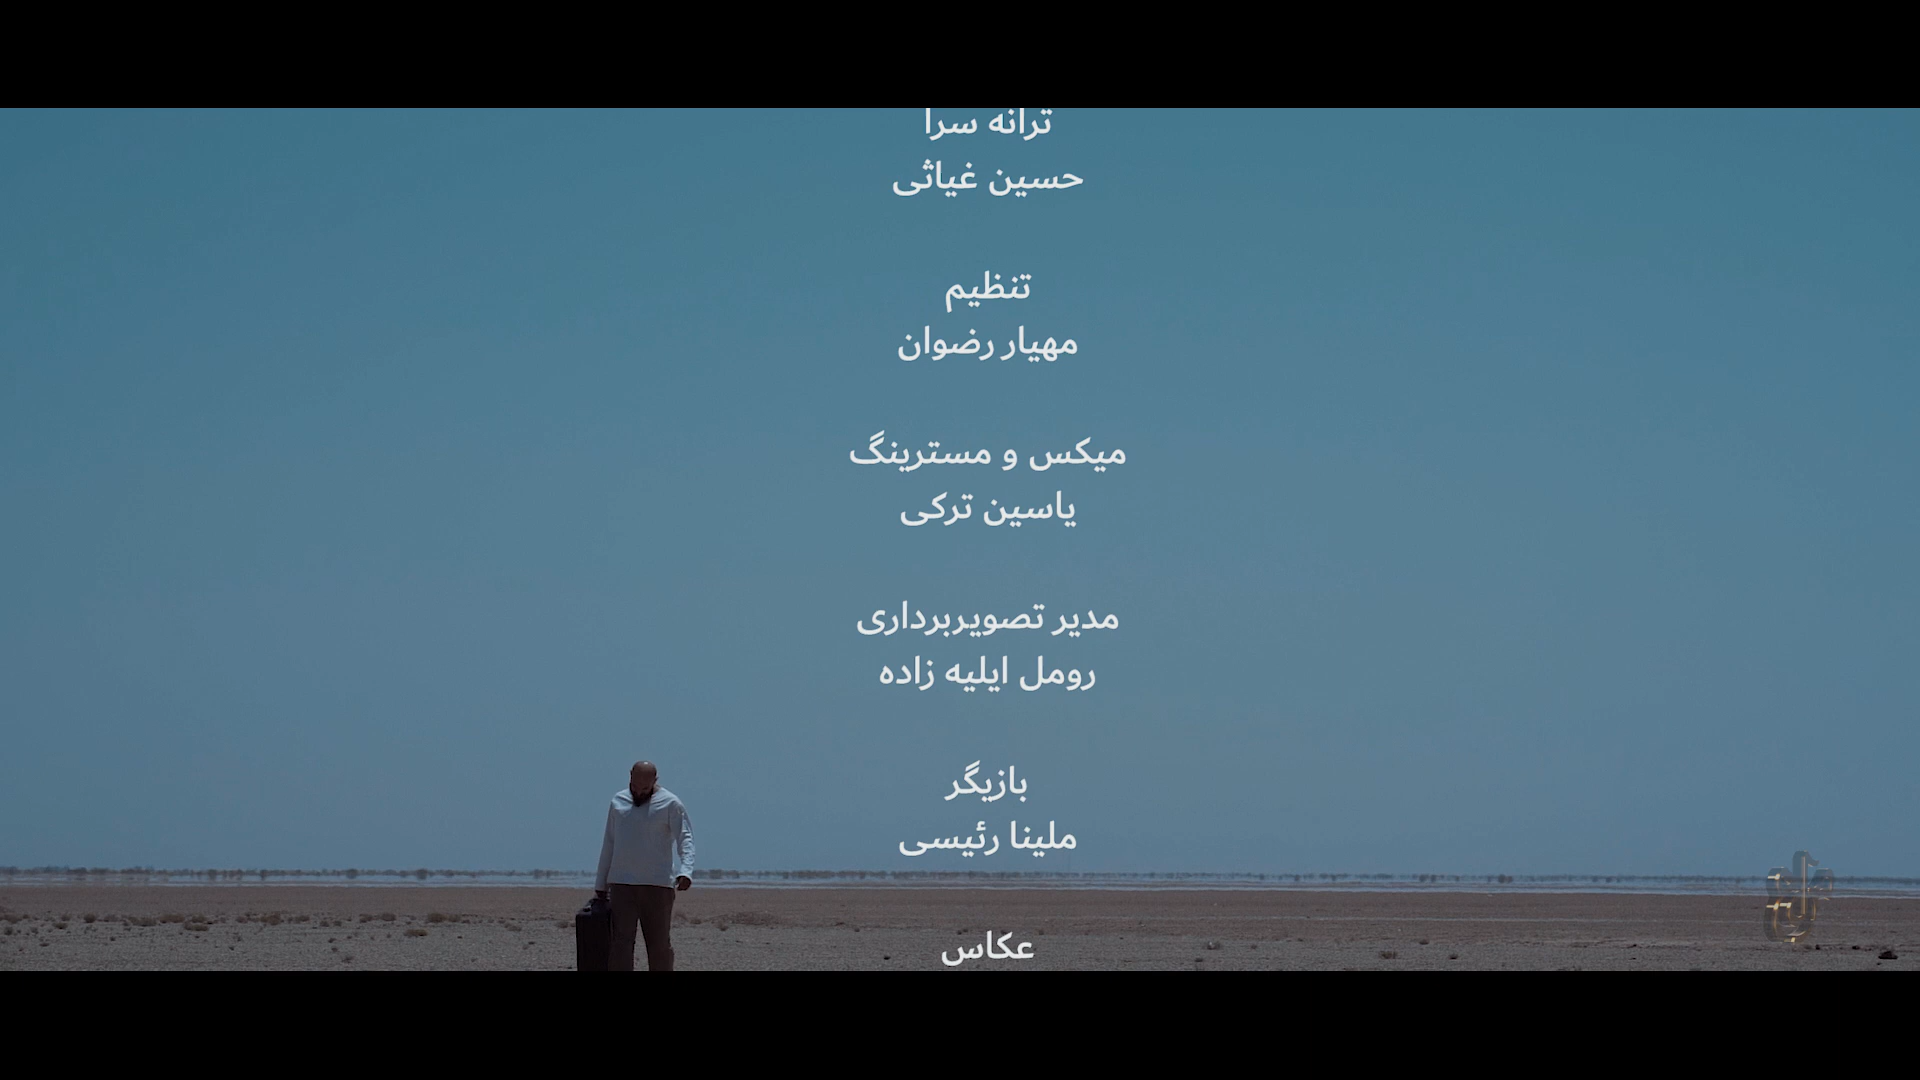 ترانه سرا
حسین غیاثی
تنظیم
مهیار رضوان
میکس و مسترینگ
یاسین ترکی
مدیر تصویربرداری
رومل ایلیه زاده
بازیگر
ملینا رئیسی
عکاس